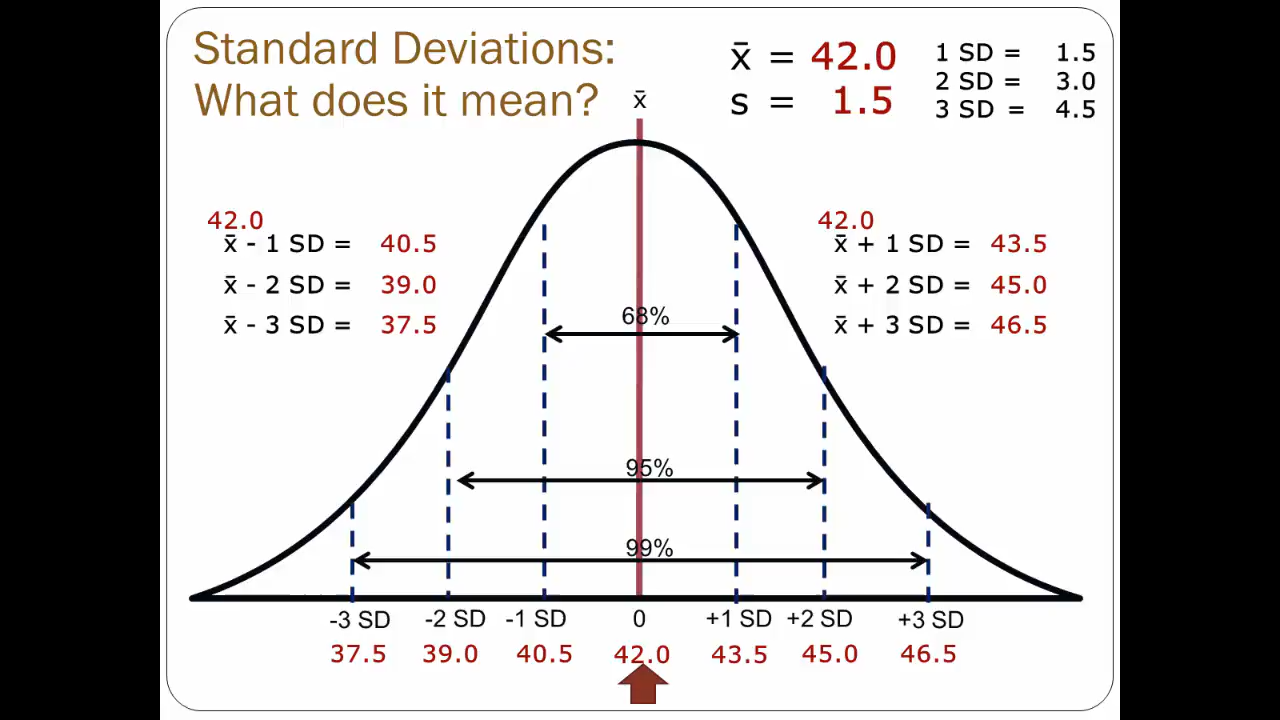 Standard Deviations:
What does it mean?
x̄
x̄ = 42.0
s = 1.5
1 SD = 1.5
2 SD = 3.0
3 SD = 4.5
42.0
x̄ - 1 SD = 40.5
x̄ - 2 SD = 39.0
x̄ - 3 SD = 37.5
42.0
x̄ + 1 SD = 43.5
x̄ + 2 SD = 45.0
x̄ + 3 SD = 46.5
68%
95%
99%
-3 SD -2 SD -1 SD 0 +1 SD +2 SD +3 SD
37.5 39.0 40.5 42.0 43.5 45.0 46.5